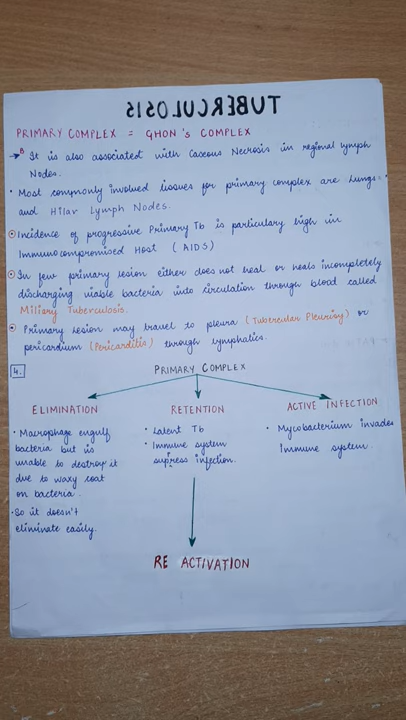 TUBERCULOSIS
PRIMARY COMPLEX = GHON'S COMPLEX
→ It is also associated with Caseous Necrosis in regional lymph
Nodes.
• Most commonly involved tissues for primary complex are Lungs
and Hilar Lymph Nodes.
Incidence of progressive Primary Tb is particulary high in
Immunocompromised Host (AIDS)
In few primary lesion either does not heal or heals incompletely
discharging viable bacteria into circulation through blood called
Miliary Tuberculosis.
Primary lesion may travel to pleura (Tubercular Pleurisy) or
pericardium (Pericarditis) through lymphatics.
4. PRIMARY COMPLEX
ELIMINATION
• Macrophage engulf
bacteria but is
unable to destroy it
due to waxy coat
on bacteria.
• So it doesn't
eliminate easily.
RETENTION
• Latent Tb
• Immune system
supress infection.
ACTIVE INFECTION
• Mycobacterium invades
Immune system.
RE ACTIVATION